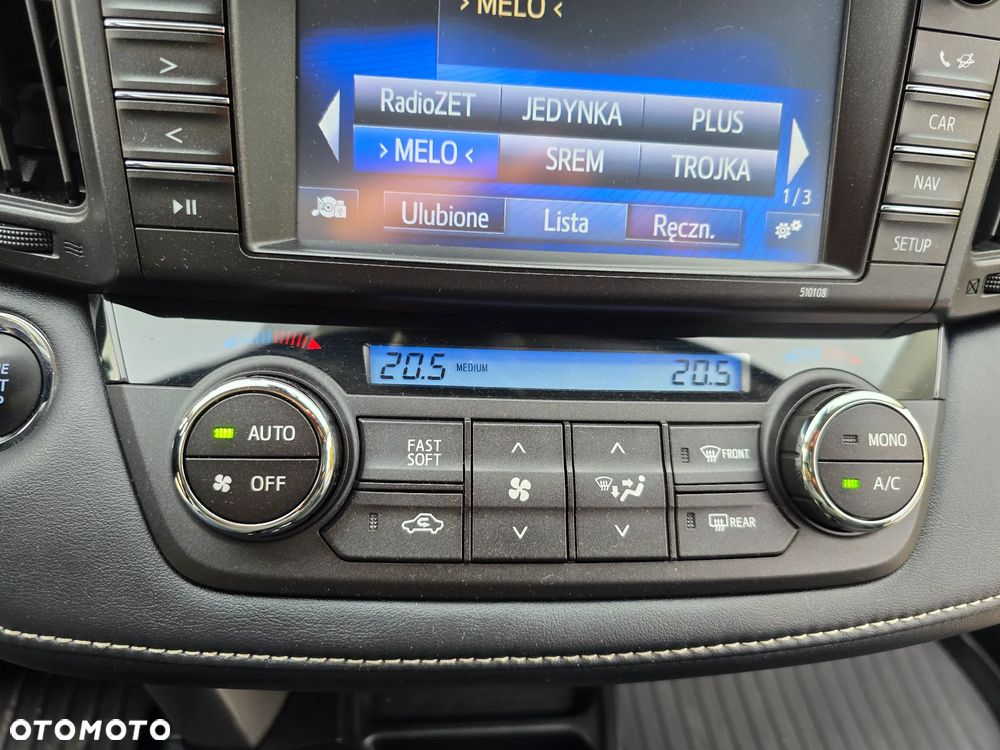 > MELO <
RadioZET JEDYNKA PLUS
> MELO < SREM TROJKA
1/3
Ulubione Lista Ręczn.
CAR
NAV
SETUP
510108
20.5 MEDIUM 20.5
AUTO
OFF
FAST
SOFT
FRONT
REAR
MONO
A/C
OTOMOTO